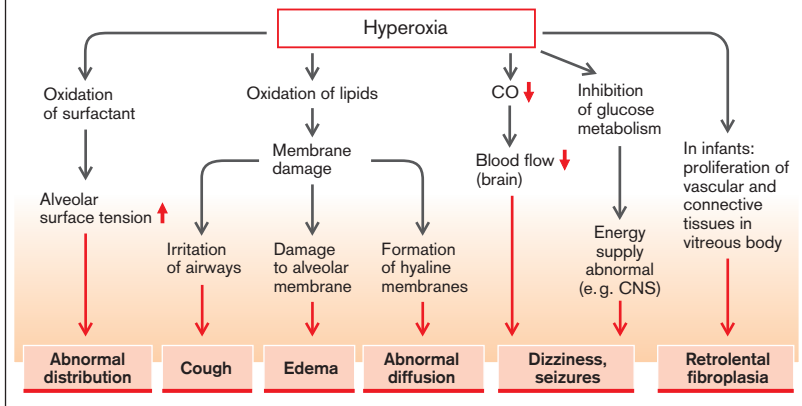 Hyperoxia
Oxidation
of surfactant
Alveolar
surface tension
Abnormal
distribution
Oxidation of lipids
Membrane
damage
Irritation
of airways
Cough
Damage
to alveolar
membrane
Edema
Formation
of hyaline
membranes
Abnormal
diffusion
CO
Blood flow
(brain)
Inhibition
of glucose
metabolism
Energy
supply
abnormal
(e. g. CNS)
Dizziness,
seizures
In infants:
proliferation of
vascular and
connective
tissues in
vitreous body
Retrolental
fibroplasia